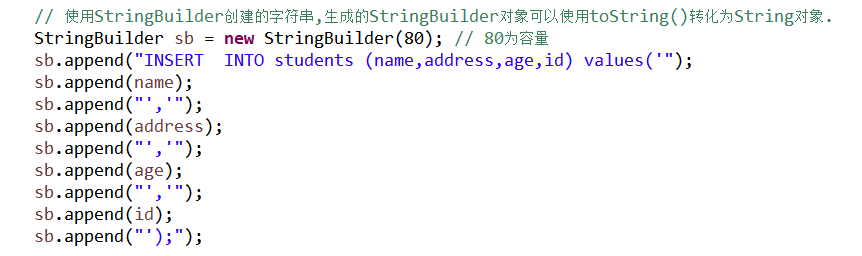 // 使用StringBuilder创建的字符串,生成的StringBuilder对象可以使用toString()转化为String对象.
StringBuilder sb = new StringBuilder(80); // 80为容量
sb.append("INSERT  INTO students (name,address,age,id) values('");
sb.append(name);
sb.append("','");
sb.append(address);
sb.append("','");
sb.append(age);
sb.append("','");
sb.append(id);
sb.append("');");